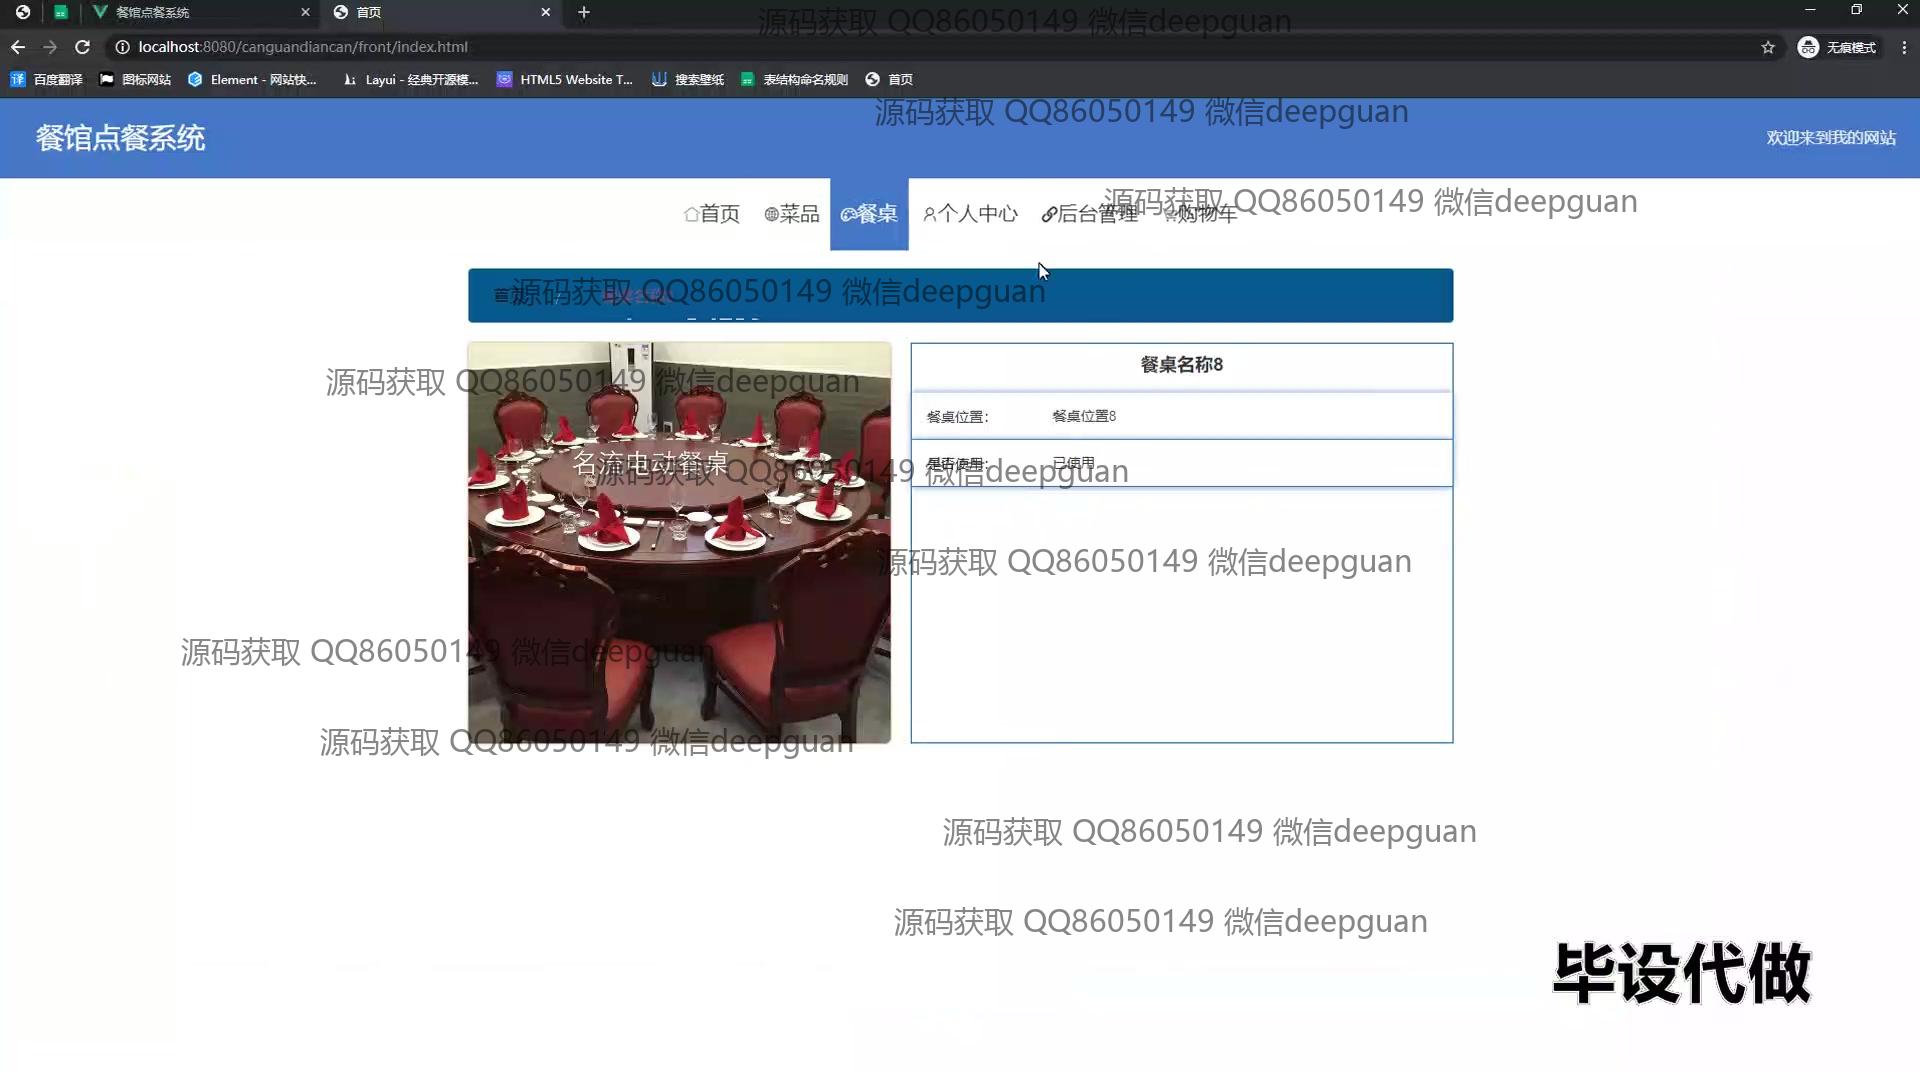 餐馆点餐系统
首页
源码获取 QQ86050149 微信deepguan
localhost:8080/canguandiancan/front/index.html
无痕模式
百度翻译
图标网站
Element - 网站快...
Layui - 经典开源模...
HTML5 Website T...
搜索壁纸
表结构命名规则
首页
源码获取 QQ86050149 微信deepguan
餐馆点餐系统
欢迎来到我的网站
首页
菜品
餐桌
个人中心
后台管理
购物车
源码获取 QQ86050149 微信deepguan
首页
源码获取 QQ86050149 微信deepguan
餐桌名称8
源码获取 QQ86050149 微信deepguan
餐桌位置: 餐桌位置8
是否使用: 已使用
名流电动餐桌
源码获取 QQ86050149 微信deepguan
源码获取 QQ86050149 微信deepguan
源码获取 QQ86050149 微信deepguan
源码获取 QQ86050149 微信deepguan
源码获取 QQ86050149 微信deepguan
源码获取 QQ86050149 微信deepguan
毕设代做